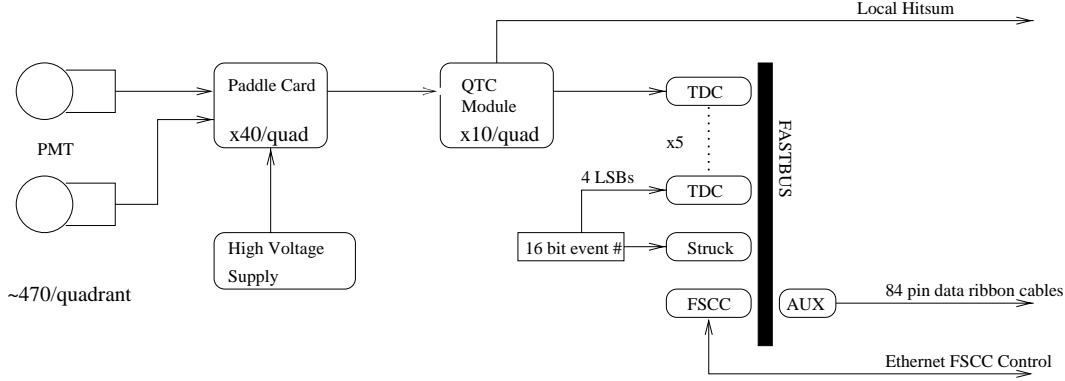 Local Hitsum
PMT
~470/quadrant
Paddle Card
x40/quad
High Voltage
Supply
QTC
Module
x10/quad
TDC
x5
4 LSBs
TDC
16 bit event #
Struck
FSCC
FASTBUS
AUX
84 pin data ribbon cables
Ethernet FSCC Control